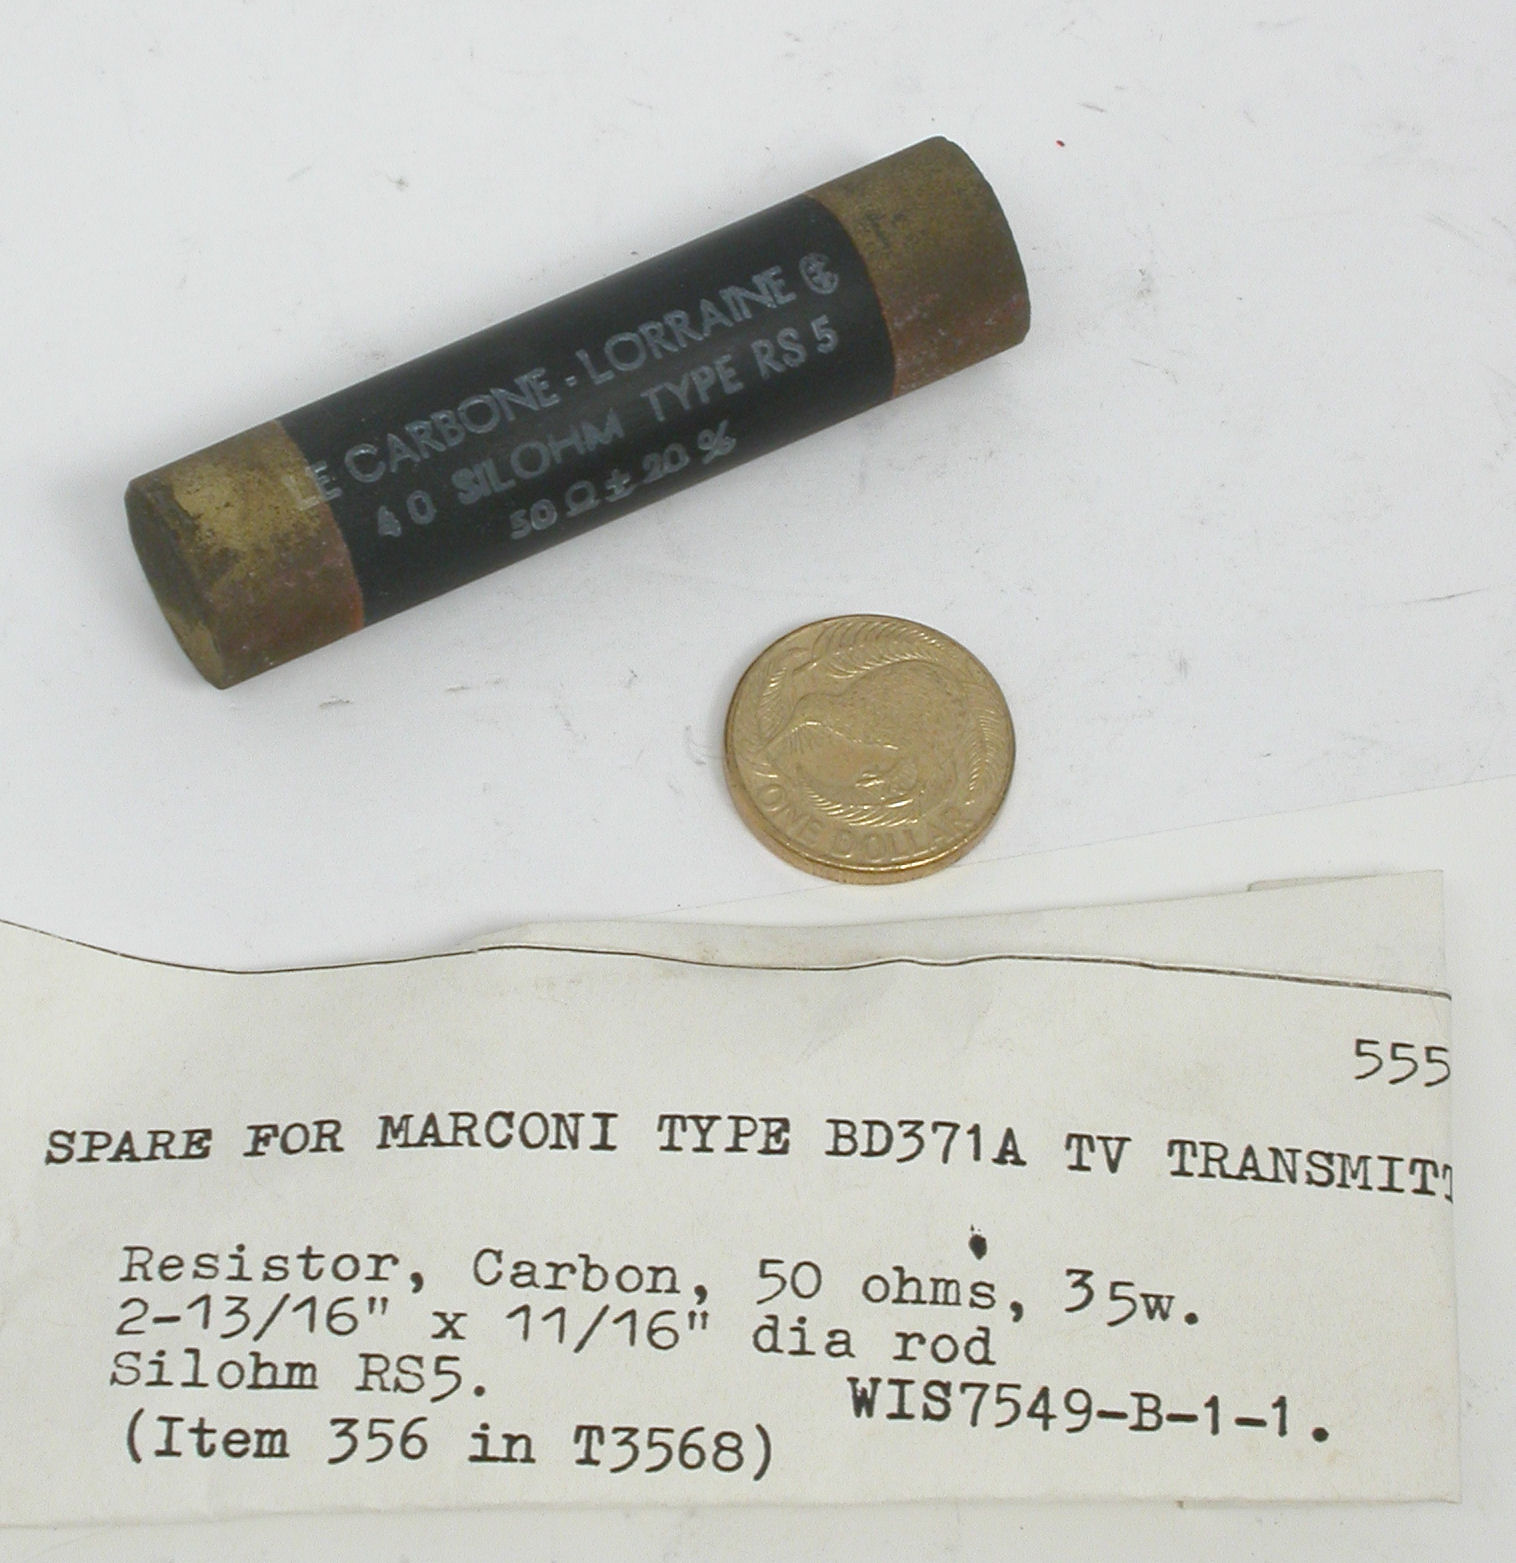 LE CARBONE-LORRAINE
40 SILOHM TYPE RS 5
50 Ω ± 20 %
ONE DOLLAR
555
SPARE FOR MARCONI TYPE BD371A TV TRANSMITT
Resistor, Carbon, 50 ohms, 35w.
2-13/16" x 11/16" dia rod
Silohm RS5.
WIS7549-B-1-1.
(Item 356 in T3568)